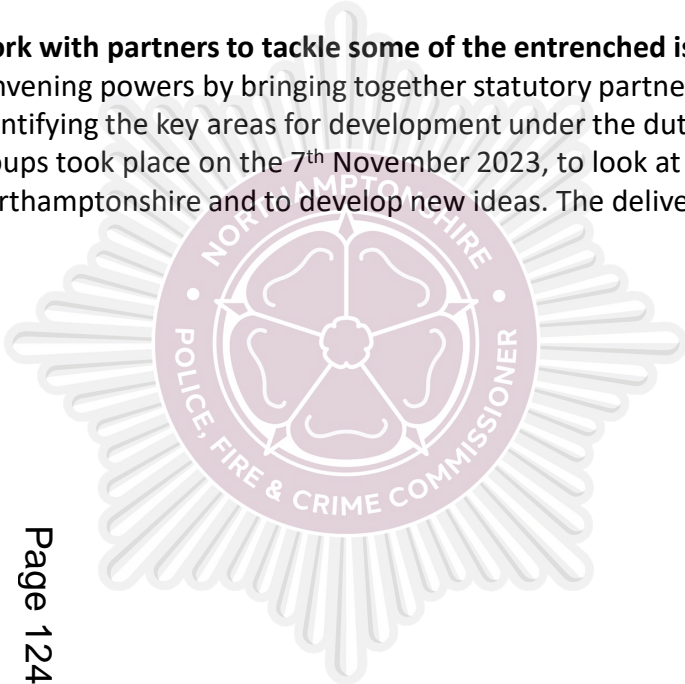 ork with partners to tackle some of the entrenched is
nvening powers by bringing together statutory partne
entifying the key areas for development under the dut
oups took place on the 7th November 2023, to look at
rthamptonshire and to develop new ideas. The delive
NORTHAMPTONSHIRE
POLICE, FIRE & CRIME COMMISSIONER
Page 124